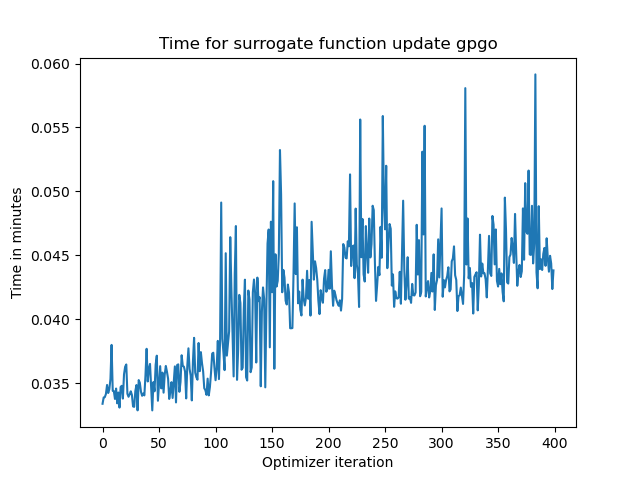 Time for surrogate function update gpgo
0.060
0.055
0.050
0.045
0.040
0.035
Time in minutes
0 50 100 150 200 250 300 350 400
Optimizer iteration